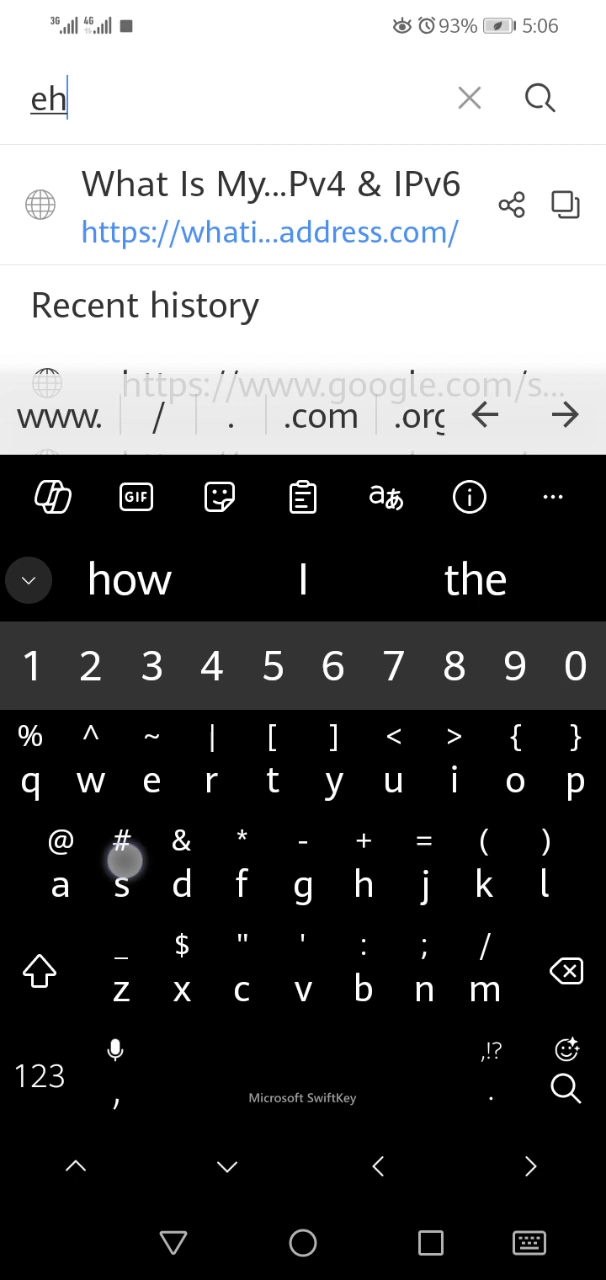 3G 4G 93% 5:06
eh
What Is My...Pv4 & IPv6
https://whati...address.com/
Recent history
https://www.google.com/s...
www. / . .com .org
GIF aあ
how I the
1 2 3 4 5 6 7 8 9 0
% ^ ~ | [ ] < > { }
q w e r t y u i o p
@ # & * - + = ( )
a s d f g h j k l
_ $ " ' : ; /
z x c v b n m
,!?
123 , Microsoft SwiftKey .